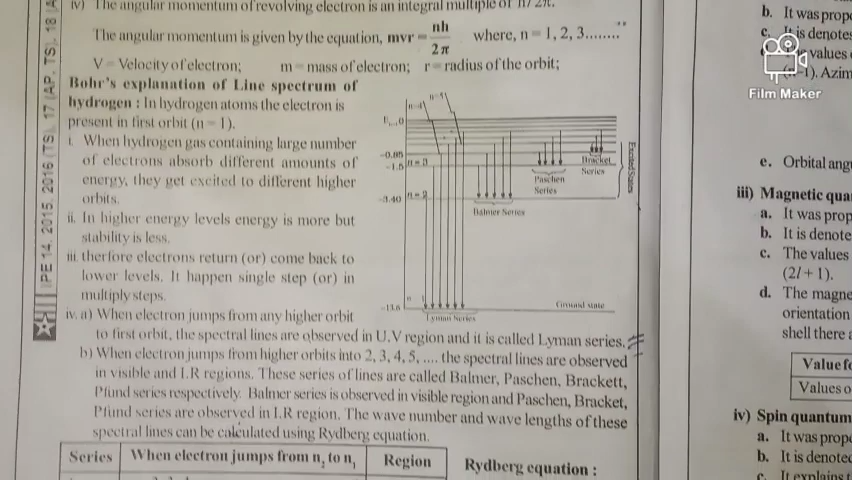 iv) The angular momentum of revolving electron is an integral multiple of h/2π.
The angular momentum is given by the equation, mvr = nh / 2π where, n = 1, 2, 3........
V = Velocity of electron; m = mass of electron; r = radius of the orbit;
Bohr's explanation of Line spectrum of
hydrogen : In hydrogen atoms the electron is
present in first orbit (n = 1).
i. When hydrogen gas containing large number
of electrons absorb different amounts of
energy, they get excited to different higher
orbits.
ii. In higher energy levels energy is more but
stability is less.
iii. therfore electrons return (or) come back to
lower levels. It happen single step (or) in
multiply steps.
iv. a) When electron jumps from any higher orbit
to first orbit, the spectral lines are observed in U.V region and it is called Lyman series.
b) When electron jumps from higher orbits into 2, 3, 4, 5, .... the spectral lines are observed
in visible and I.R regions. These series of lines are called Balmer, Paschen, Brackett,
Pfund series respectively. Balmer series is observed in visible region and Paschen, Bracket,
Pfund series are observed in I.R region. The wave number and wave lengths of these
spectral lines can be calculated using Rydberg equation.
Series When electron jumps from n2 to n1 Region
Rydberg equation :
IPE 14, 2015, 2016 (TS), 17 (AP, TS), 18 (A
n=4 n=5
-0.85
-1.5 n = 3
-3.40 n = 2
-13.6
Bracket
Series
Paschen
Series
Balmer Series
Lyman Series
Ground state
Excited States
b. It was prop
c. It is denotes
values
-1). Azim
Film Maker
e. Orbital ang
iii) Magnetic qua
a. It was prop
b. It is denote
c. The values
(2l + 1).
d. The magne
orientation
shell there a
Value fo
Values o
iv) Spin quantum
a. It was prope
b. It is denoted
c. It explains t